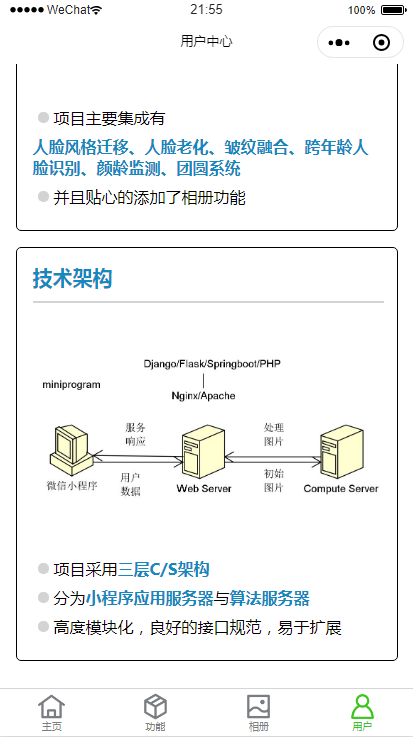 WeChat
21:55
100%
用户中心
项目主要集成有
人脸风格迁移、人脸老化、皱纹融合、跨年龄人
脸识别、颜龄监测、团圆系统
并且贴心的添加了相册功能
技术架构
Django/Flask/Springboot/PHP
miniprogram
Nginx/Apache
服务
响应
处理
图片
微信小程序
用户
数据
Web Server
初始
图片
Compute Server
项目采用三层C/S架构
分为小程序应用服务器与算法服务器
高度模块化，良好的接口规范，易于扩展
主页
功能
相册
用户